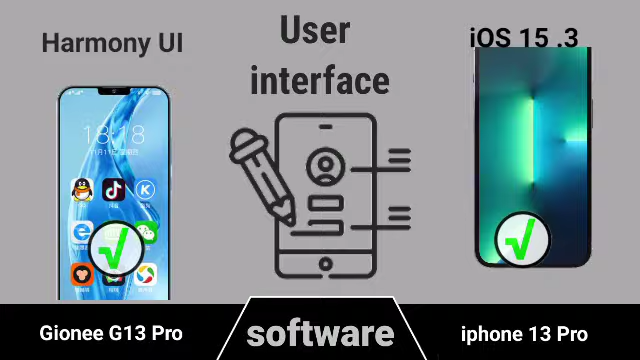 Harmony UI
User
interface
iOS 15 .3
18:18
Gionee G13 Pro
software
iphone 13 Pro